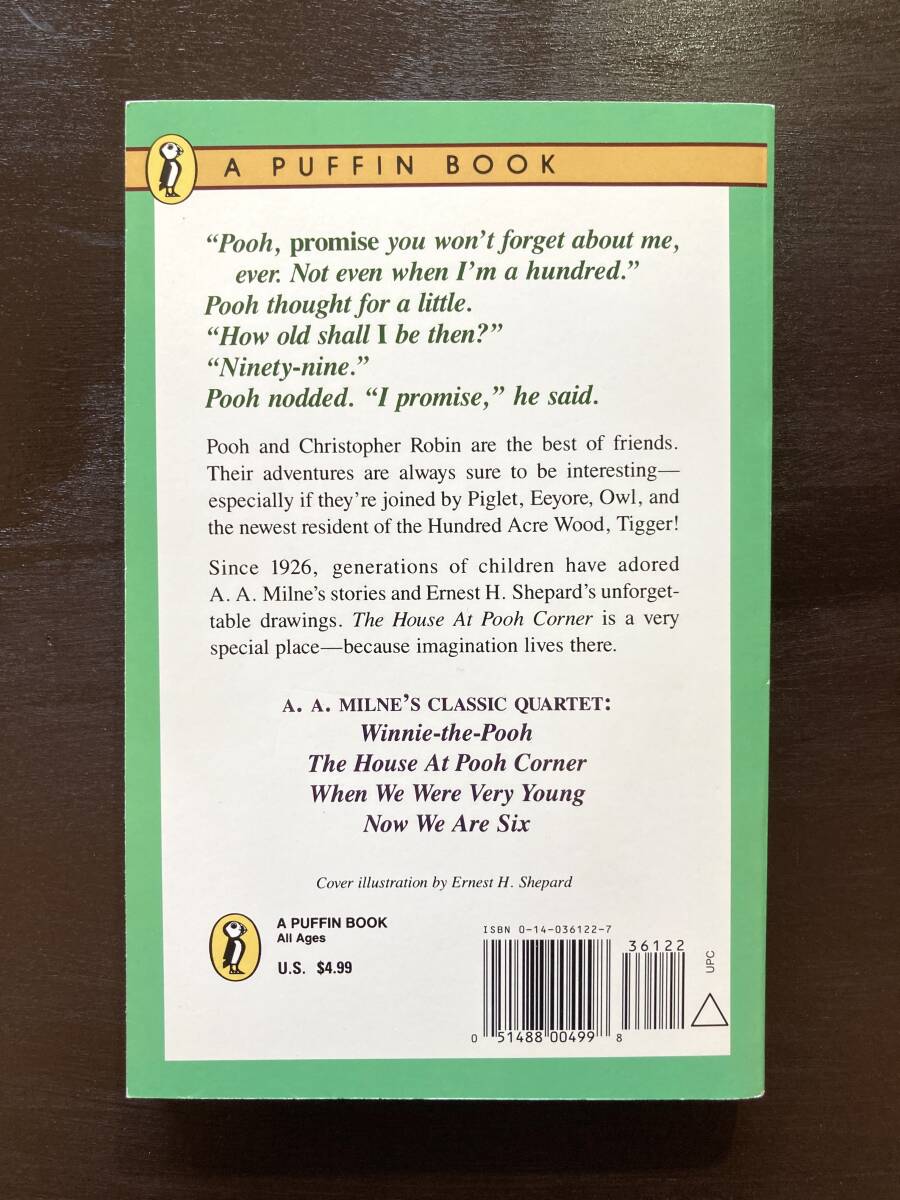 A PUFFIN BOOK
“Pooh, promise you won’t forget about me,
ever. Not even when I’m a hundred.”
Pooh thought for a little.
“How old shall I be then?”
“Ninety-nine.”
Pooh nodded. “I promise,” he said.
Pooh and Christopher Robin are the best of friends.
Their adventures are always sure to be interesting—
especially if they’re joined by Piglet, Eeyore, Owl, and
the newest resident of the Hundred Acre Wood, Tigger!
Since 1926, generations of children have adored
A. A. Milne’s stories and Ernest H. Shepard’s unforget-
table drawings. The House At Pooh Corner is a very
special place—because imagination lives there.
A. A. MILNE’S CLASSIC QUARTET:
Winnie-the-Pooh
The House At Pooh Corner
When We Were Very Young
Now We Are Six
Cover illustration by Ernest H. Shepard
A PUFFIN BOOK
All Ages
U.S. $4.99
ISBN 0-14-036122-7
36122
UPC
0 51488 00499 8